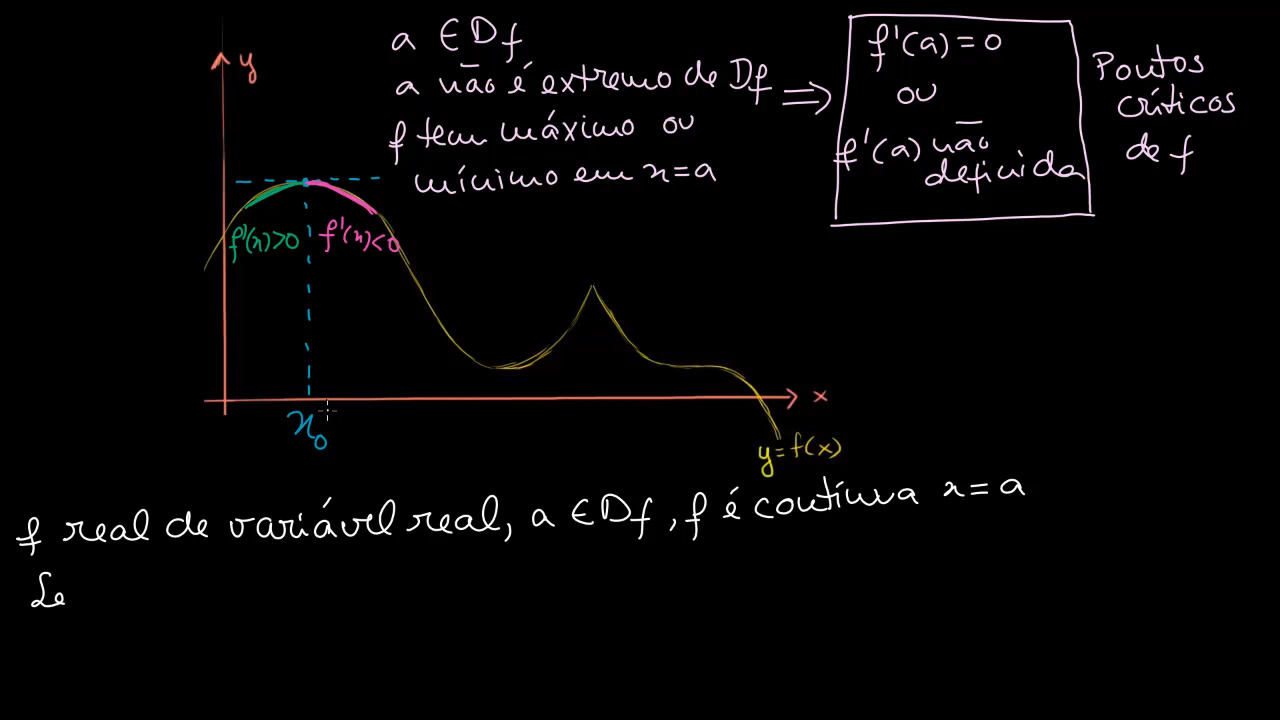 y
a ∈ Df
a não é extremo de Df
f tem máximo ou
mínimo em x=a
⇒
f'(a) = 0
ou
f'(a) não
definida
Pontos
críticos
de f
f'(x)>0
f'(x)<0
x
x₀
y=f(x)
f real de variável real, a ∈ Df, f é contínua x=a
Se